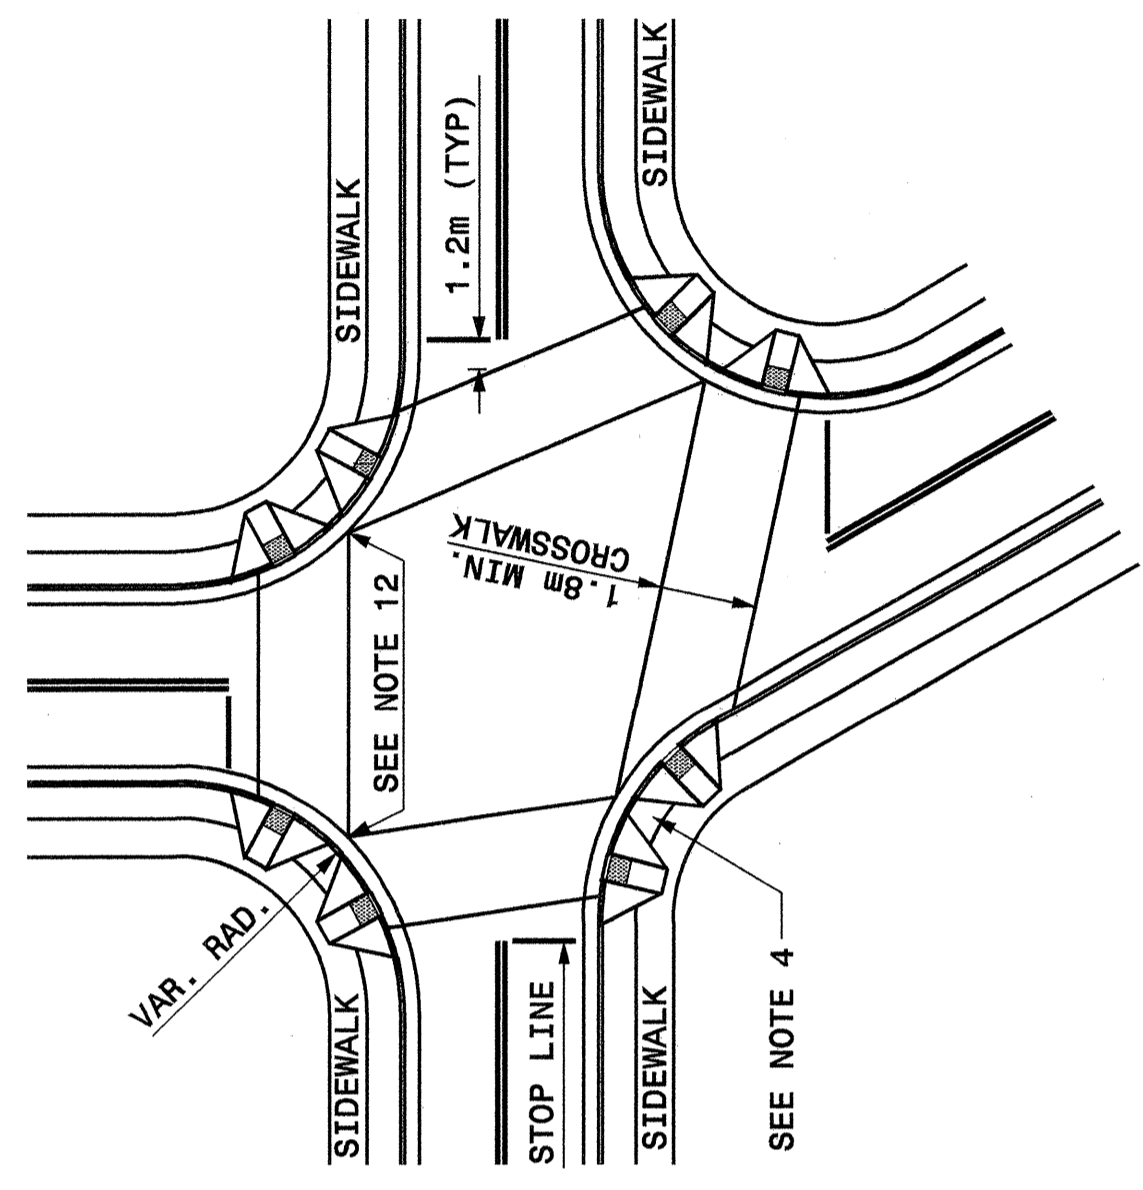 SIDEWALK
1.2m (TYP)
SIDEWALK
1.8m MIN.
CROSSWALK
SEE NOTE 12
VAR. RAD.
SIDEWALK
STOP LINE
SIDEWALK
SEE NOTE 4